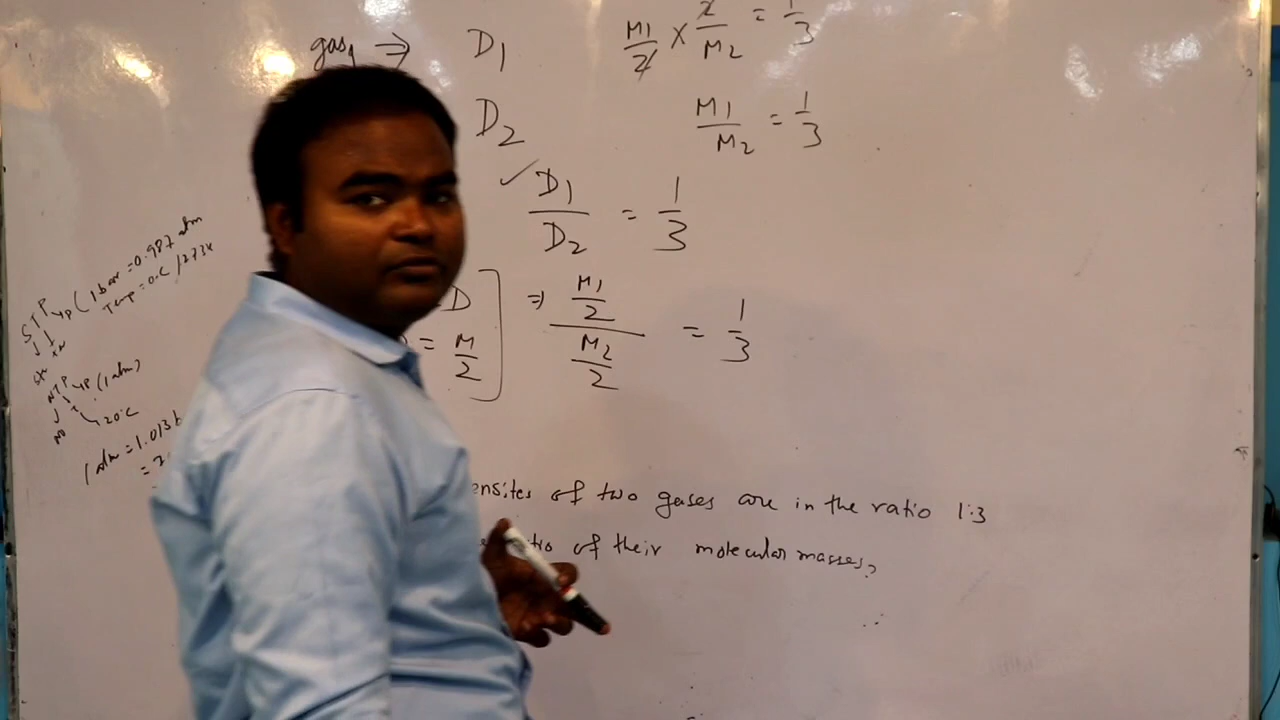 gas₁ ⇒ D₁
D₂
✓ D₁/D₂ = 1/3
D
= M/2
⇒ (M₁/2)/(M₂/2) = 1/3
M₁/2 × 2/M₂ = 1/3
M₁/M₂ = 1/3
STP (1 bar = 0.987 atm
Temp = 0°C / 273K
NTP (1 atm)
20°C
1 atm = 1.013 b
ensites of two gases are in the ratio 1:3
tio of their molecular masses?